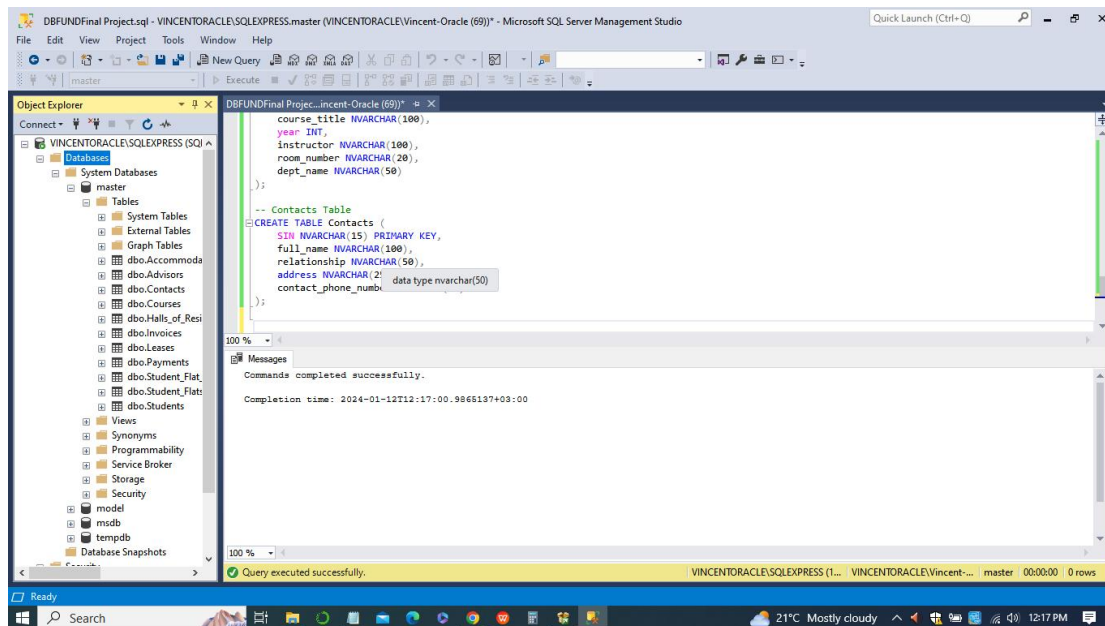 DBFUNDFinal Project.sql - VINCENTORACLE\SQLEXPRESS.master (VINCENTORACLE\Vincent-Oracle (69))* - Microsoft SQL Server Management Studio
Quick Launch (Ctrl+Q)
File Edit View Project Tools Window Help
New Query
master
Execute
Object Explorer
DBFUNDFinal Projec...incent-Oracle (69))*
Connect
VINCENTORACLE\SQLEXPRESS (SQL
Databases
System Databases
master
Tables
System Tables
External Tables
Graph Tables
dbo.Accommoda
dbo.Advisors
dbo.Contacts
dbo.Courses
dbo.Halls_of_Resi
dbo.Invoices
dbo.Leases
dbo.Payments
dbo.Student_Flat_
dbo.Student_Flats
dbo.Students
Views
Synonyms
Programmability
Service Broker
Storage
Security
model
msdb
tempdb
Database Snapshots
course_title NVARCHAR(100),
year INT,
instructor NVARCHAR(100),
room_number NVARCHAR(20),
dept_name NVARCHAR(50)
);
-- Contacts Table
CREATE TABLE Contacts (
SIN NVARCHAR(15) PRIMARY KEY,
full_name NVARCHAR(100),
relationship NVARCHAR(50),
address NVARCHAR(25
data type nvarchar(50)
contact_phone_numbe
);
100 %
Messages
Commands completed successfully.
Completion time: 2024-01-12T12:17:00.9865137+03:00
100 %
Query executed successfully.
VINCENTORACLE\SQLEXPRESS (1... VINCENTORACLE\Vincent-... master 00:00:00 0 rows
Ready
Search
21°C Mostly cloudy
12:17 PM